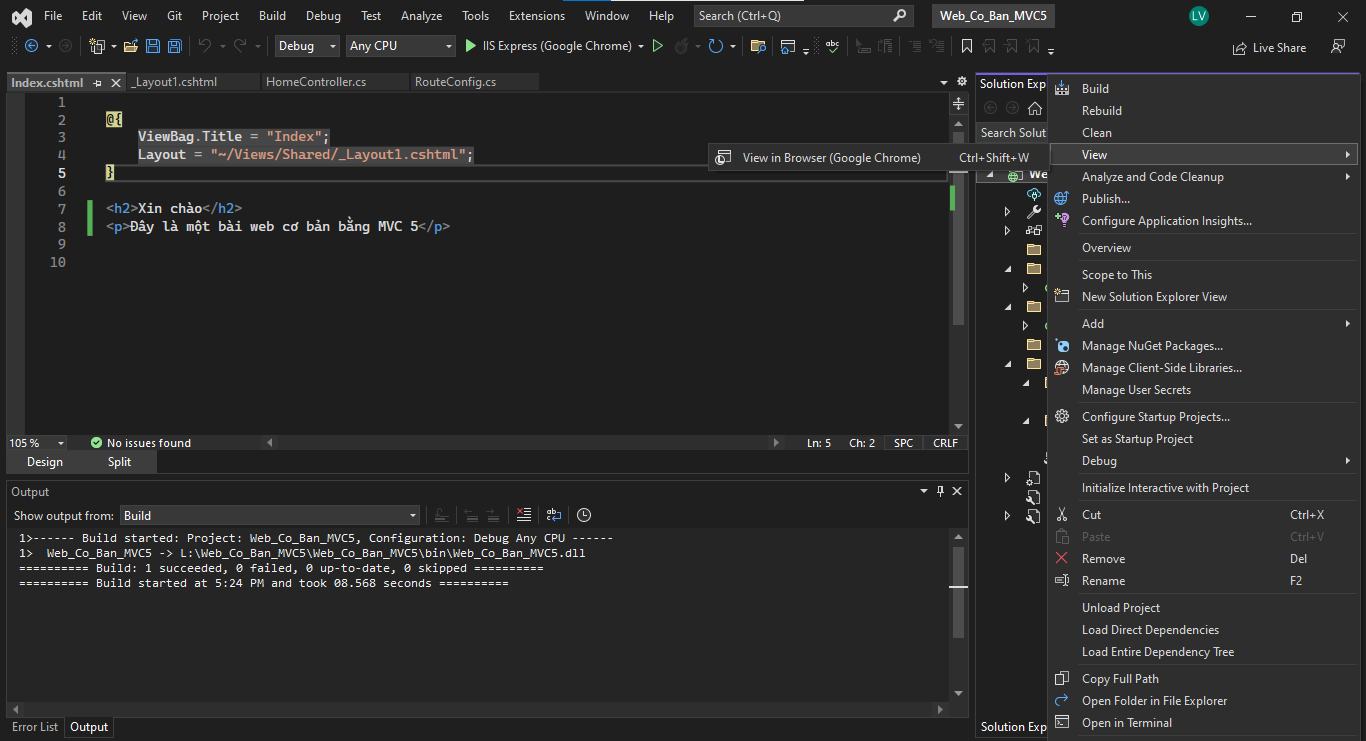 File Edit View Git Project Build Debug Test Analyze Tools Extensions Window Help Search (Ctrl+Q) Web_Co_Ban_MVC5 LV
Debug Any CPU IIS Express (Google Chrome) Live Share
Index.cshtml _Layout1.cshtml HomeController.cs RouteConfig.cs
1
2 @{
3 ViewBag.Title = "Index";
4 Layout = "~/Views/Shared/_Layout1.cshtml";
5 }
6
7 <h2>Xin chào</h2>
8 <p>Đây là một bài web cơ bản bằng MVC 5</p>
9
10
105 % No issues found Ln: 5 Ch: 2 SPC CRLF
Design Split
Output
Show output from: Build
1>------ Build started: Project: Web_Co_Ban_MVC5, Configuration: Debug Any CPU ------
1> Web_Co_Ban_MVC5 -> L:\Web_Co_Ban_MVC5\Web_Co_Ban_MVC5\bin\Web_Co_Ban_MVC5.dll
========== Build: 1 succeeded, 0 failed, 0 up-to-date, 0 skipped ==========
========== Build started at 5:24 PM and took 08.568 seconds ==========
Error List Output
Solution Exp
Search Solut
We
Solution Exp
View in Browser (Google Chrome) Ctrl+Shift+W
Build
Rebuild
Clean
View
Analyze and Code Cleanup
Publish...
Configure Application Insights...
Overview
Scope to This
New Solution Explorer View
Add
Manage NuGet Packages...
Manage Client-Side Libraries...
Manage User Secrets
Configure Startup Projects...
Set as Startup Project
Debug
Initialize Interactive with Project
Cut Ctrl+X
Paste Ctrl+V
Remove Del
Rename F2
Unload Project
Load Direct Dependencies
Load Entire Dependency Tree
Copy Full Path
Open Folder in File Explorer
Open in Terminal